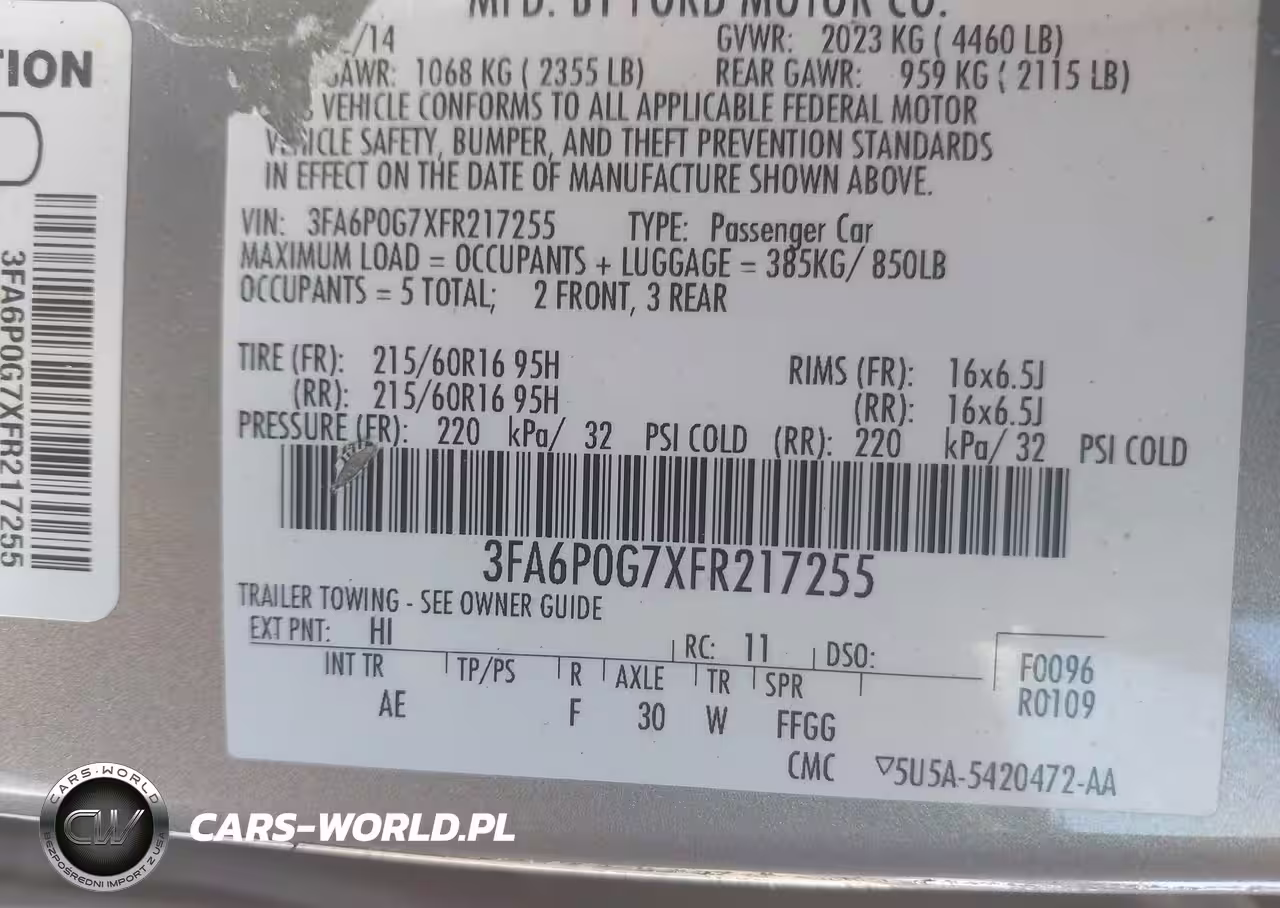 TION
3FA6P0G7XFR217255
MFD. BY FORD MOTOR CO.
/14 GVWR: 2023 KG ( 4460 LB)
GAWR: 1068 KG ( 2355 LB) REAR GAWR: 959 KG ( 2115 LB)
VEHICLE CONFORMS TO ALL APPLICABLE FEDERAL MOTOR
VEHICLE SAFETY, BUMPER, AND THEFT PREVENTION STANDARDS
IN EFFECT ON THE DATE OF MANUFACTURE SHOWN ABOVE.
VIN: 3FA6P0G7XFR217255 TYPE: Passenger Car
MAXIMUM LOAD = OCCUPANTS + LUGGAGE = 385KG/ 850LB
OCCUPANTS = 5 TOTAL; 2 FRONT, 3 REAR
TIRE (FR): 215/60R16 95H RIMS (FR): 16x6.5J
(RR): 215/60R16 95H (RR): 16x6.5J
PRESSURE (FR): 220 kPa/ 32 PSI COLD (RR): 220 kPa/ 32 PSI COLD
3FA6P0G7XFR217255
TRAILER TOWING - SEE OWNER GUIDE
EXT PNT: HI RC: 11 DSO:
INT TR TP/PS R AXLE TR SPR F0096
AE F 30 W FFGG R0109
CMC ▽5U5A-5420472-AA
CARS-WORLD
CW
BEZPOŚREDNI IMPORT Z USA
CARS-WORLD.PL